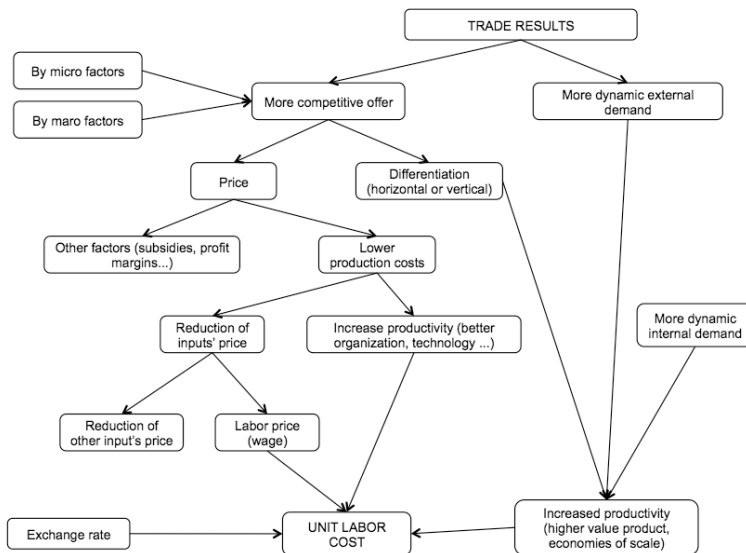 TRADE RESULTS
By micro factors
More competitive offer
More dynamic external
demand
By maro factors
Price
Differentiation
(horizontal or vertical)
Other factors (subsidies, profit
margins...)
Lower
production costs
Reduction of
inputs' price
Increase productivity (better
organization, technology ...)
More dynamic
internal demand
Reduction of
other input's price
Labor price
(wage)
Exchange rate
UNIT LABOR
COST
Increased productivity
(higher value product,
economies of scale)